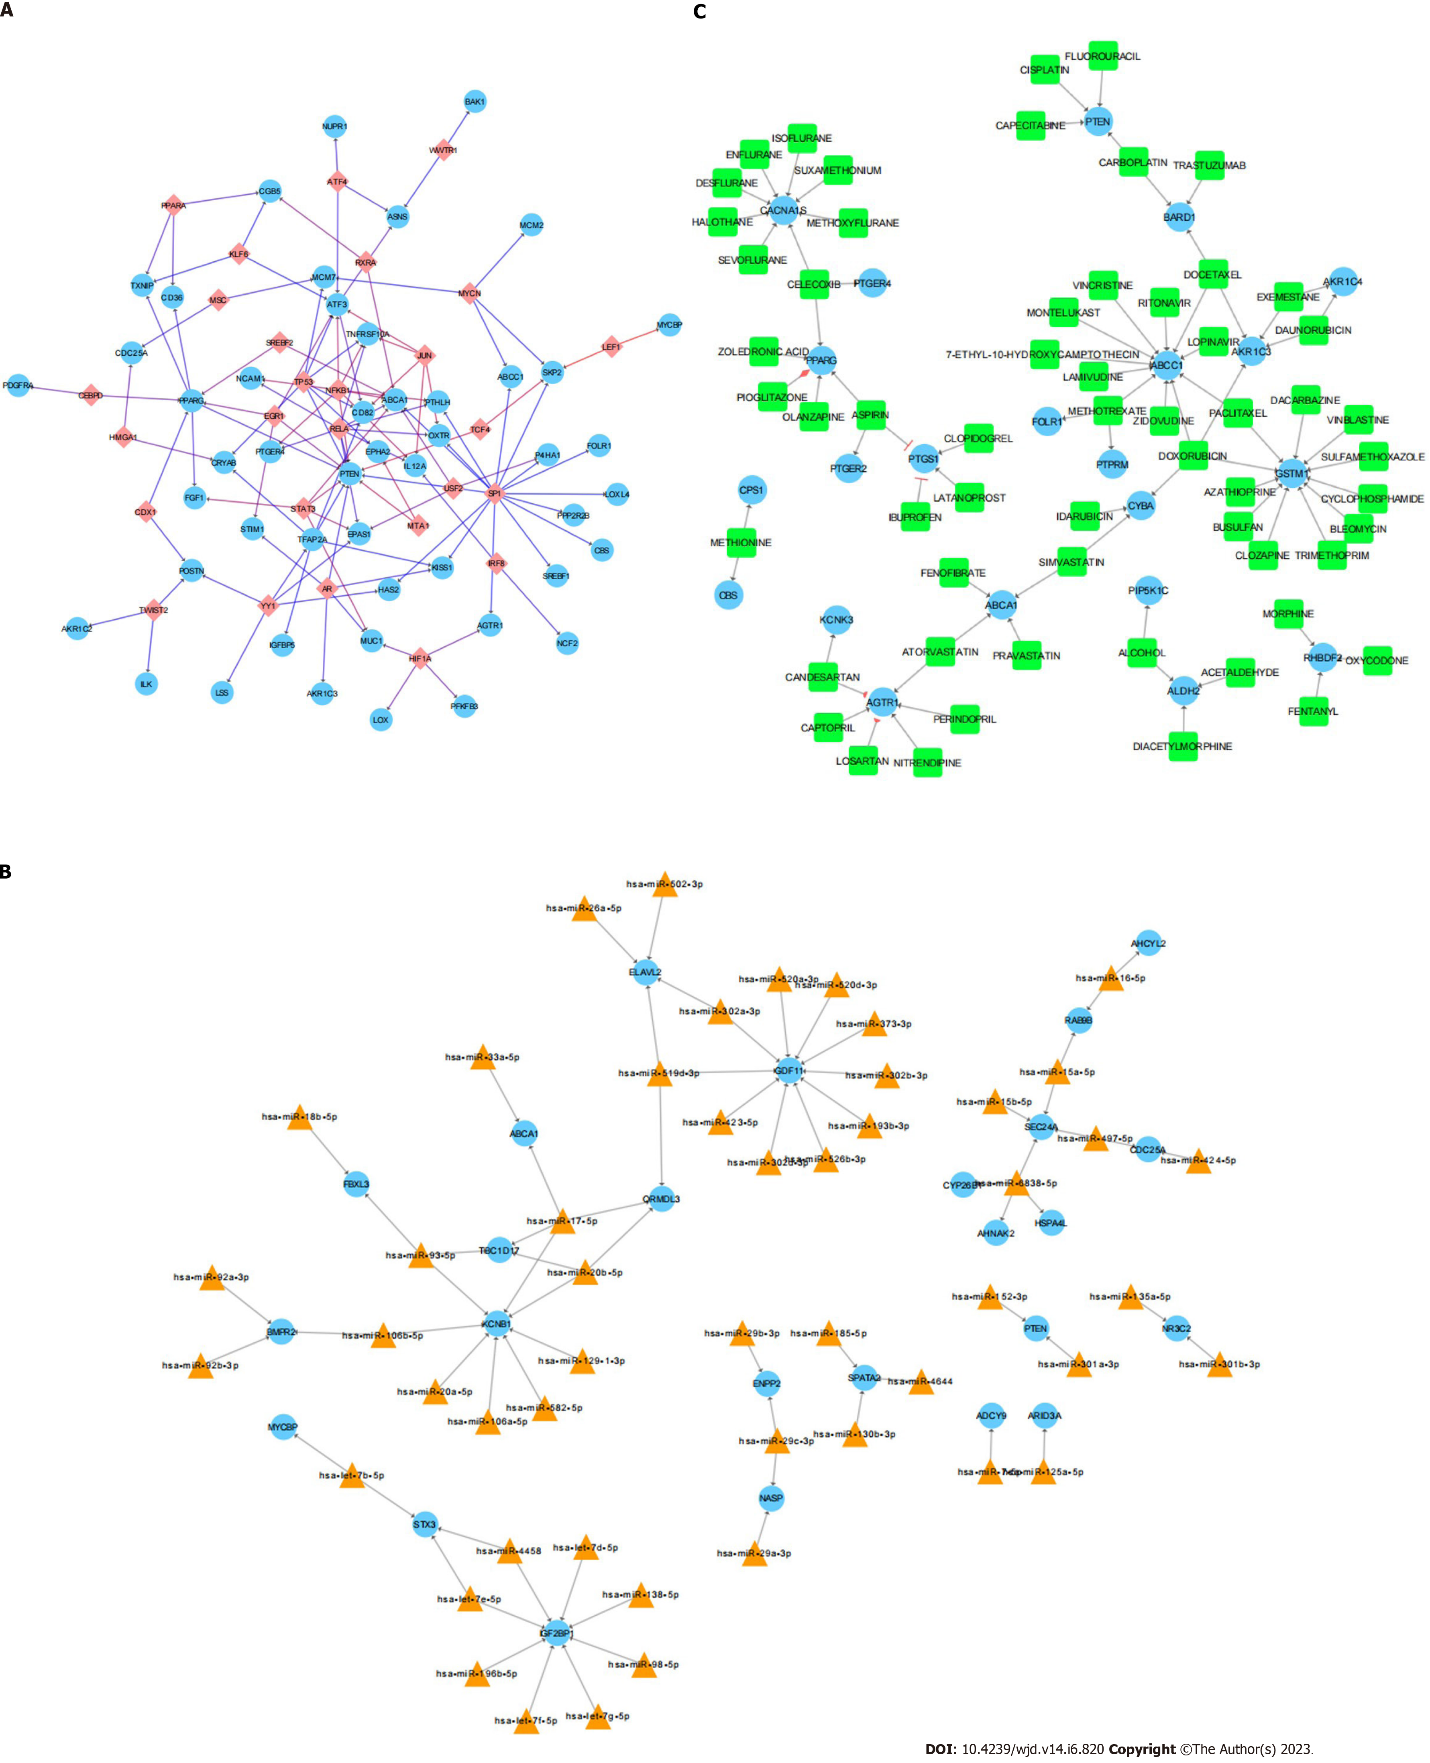 A
BAK1
NUPR1
WWTR1
ATF4
CGB5
PPARA
ASNS
MCM2
KLF6
RXRA
MCM7
TXNIP
CD36
MSC
ATF3
MYCN
MYCBP
TNFRSF10A
CDC25A
SREBF2
JUN
LEF1
PDGFRA
CEBPD
NCAM1
TP53
NFKB1
ABCC1
SKP2
PPARG
ABCA1
PTHLH
CD82
EGR1
RELA
TCF4
OXTR
HMGA1
PTGER4
EPHA2
P4HA1
FOLR1
CRYAB
IL12A
PTEN
USF2
SP1
LOXL4
FGF1
CDX1
STAT3
MTA1
PPP2R2B
STIM1
TFAP2A
EPAS1
CBS
POSTN
KISS1
IRF8
SREBF1
AR
HAS2
TWIST2
YY1
AKR1C2
IGFBP5
MUC1
AGTR1
NCF2
HIF1A
ILK
LSS
AKR1C3
LOX
PFKFB3
C
FLUOROURACIL
CISPLATIN
CAPECITABINE
PTEN
CARBOPLATIN
TRASTUZUMAB
BARD1
ISOFLURANE
ENFLURANE
SUXAMETHONIUM
DESFLURANE
CACNA1S
HALOTHANE
METHOXYFLURANE
SEVOFLURANE
CELECOXIB
PTGER4
DOCETAXEL
VINCRISTINE
RITONAVIR
EXEMESTANE
AKR1C4
MONTELUKAST
DAUNORUBICIN
LOPINAVIR
AKR1C3
7-ETHYL-10-HYDROXYCAMPTOTHECIN
ABCC1
LAMIVUDINE
ZOLEDRONIC ACID
PPARG
PIOGLITAZONE
OLANZAPINE
ASPIRIN
METHOTREXATE
FOLR1
ZIDOVUDINE
PACLITAXEL
DACARBAZINE
VINBLASTINE
CLOPIDOGREL
PTGS1
PTGER2
PTPRM
DOXORUBICIN
SULFAMETHOXAZOLE
GSTM1
LATANOPROST
IBUPROFEN
AZATHIOPRINE
CYCLOPHOSPHAMIDE
CPS1
IDARUBICIN
CYBA
BUSULFAN
BLEOMYCIN
METHIONINE
CLOZAPINE
TRIMETHOPRIM
SIMVASTATIN
FENOFIBRATE
CBS
ABCA1
PIP5K1C
KCNK3
MORPHINE
ATORVASTATIN
PRAVASTATIN
ALCOHOL
RHBDF2
OXYCODONE
CANDESARTAN
ACETALDEHYDE
ALDH2
AGTR1
PERINDOPRIL
FENTANYL
CAPTOPRIL
LOSARTAN
NITRENDIPINE
DIACETYLMORPHINE
B
hsa-miR-502-3p
hsa-miR-26a-5p
ELAVL2
hsa-miR-520a-3p
hsa-miR-520d-3p
hsa-miR-302a-3p
hsa-miR-373-3p
hsa-miR-33a-5p
hsa-miR-519d-3p
GDF11
hsa-miR-302b-3p
hsa-miR-18b-5p
ABCA1
hsa-miR-423-5p
hsa-miR-193b-3p
hsa-miR-302d-3p
hsa-miR-526b-3p
FBXL3
ORMDL3
hsa-miR-17-5p
hsa-miR-93-5p
TBC1D17
hsa-miR-20b-5p
hsa-miR-92a-3p
BMPR2
hsa-miR-106b-5p
KCNB1
hsa-miR-92b-3p
hsa-miR-129-1-3p
hsa-miR-20a-5p
hsa-miR-582-5p
hsa-miR-106a-5p
AHCYL2
hsa-miR-16-5p
RAB9B
hsa-miR-15a-5p
hsa-miR-15b-5p
SEC24A
hsa-miR-497-5p
CDC25A
hsa-miR-424-5p
CYP26B1
hsa-miR-6838-5p
AHNAK2
HSPA4L
hsa-miR-152-3p
hsa-miR-135a-5p
PTEN
NR3C2
hsa-miR-301a-3p
hsa-miR-301b-3p
hsa-miR-29b-3p
hsa-miR-185-5p
ENPP2
SPATA2
hsa-miR-4644
hsa-miR-29c-3p
hsa-miR-130b-3p
ADCY9
ARID3A
hsa-miR-7-5p
hsa-miR-125a-5p
NASP
hsa-miR-29a-3p
MYCBP
hsa-let-7b-5p
STX3
hsa-miR-4458
hsa-let-7d-5p
hsa-let-7e-5p
hsa-miR-138-5p
IGF2BP1
hsa-miR-196b-5p
hsa-miR-98-5p
hsa-let-7f-5p
hsa-let-7g-5p
DOI: 10.4239/wjd.v14.i6.820 Copyright ©The Author(s) 2023.